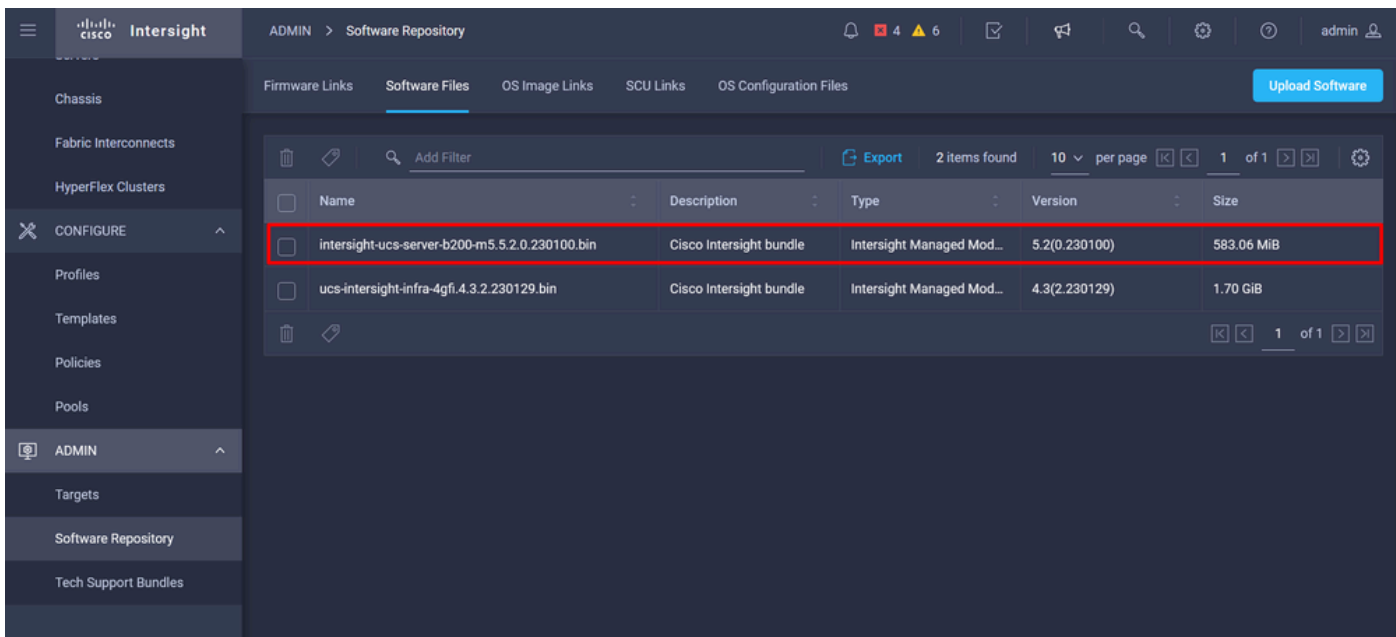 cisco Intersight
ADMIN > Software Repository
4 6
admin
Chassis
Fabric Interconnects
HyperFlex Clusters
CONFIGURE
Profiles
Templates
Policies
Pools
ADMIN
Targets
Software Repository
Tech Support Bundles
Firmware Links Software Files OS Image Links SCU Links OS Configuration Files
Upload Software
Add Filter Export 2 items found 10 per page 1 of 1
Name Description Type Version Size
intersight-ucs-server-b200-m5.5.2.0.230100.bin Cisco Intersight bundle Intersight Managed Mod... 5.2(0.230100) 583.06 MiB
ucs-intersight-infra-4gfi.4.3.2.230129.bin Cisco Intersight bundle Intersight Managed Mod... 4.3(2.230129) 1.70 GiB
1 of 1